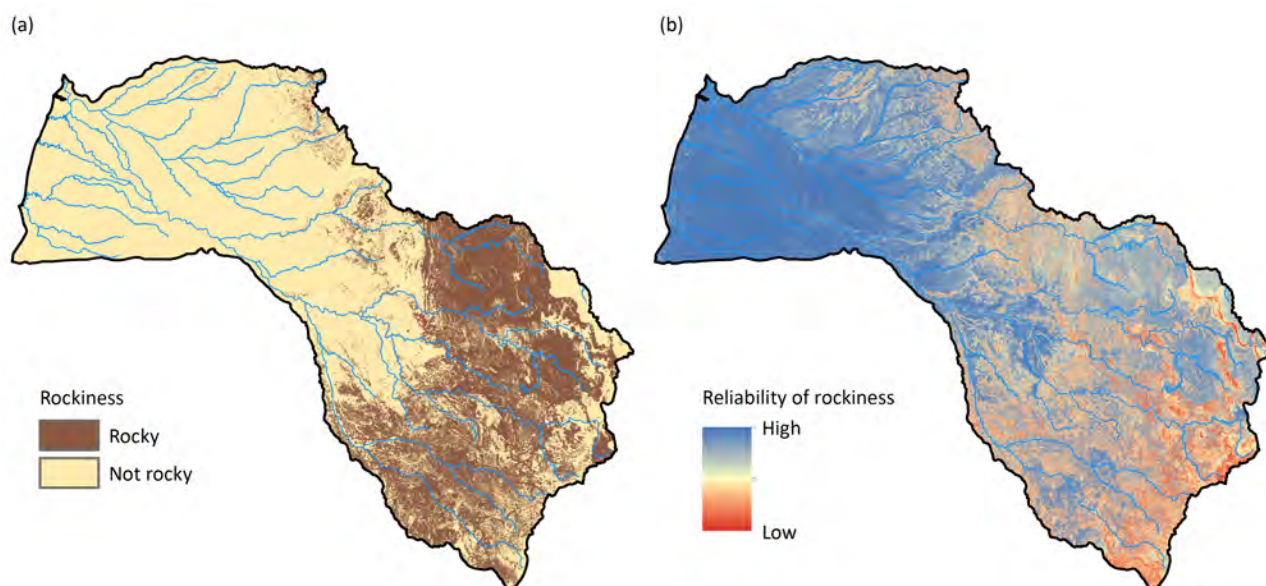 (a)
(b)
Rockiness
Rocky
Not rocky
Reliability of rockiness
High
Low